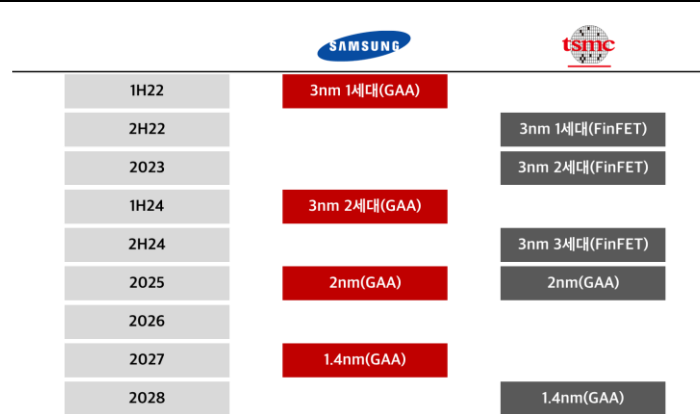 SAMSUNG tsmc
1H22 3nm 1세대(GAA)
2H22 3nm 1세대(FinFET)
2023 3nm 2세대(FinFET)
1H24 3nm 2세대(GAA)
2H24 3nm 3세대(FinFET)
2025 2nm(GAA) 2nm(GAA)
2026
2027 1.4nm(GAA)
2028 1.4nm(GAA)